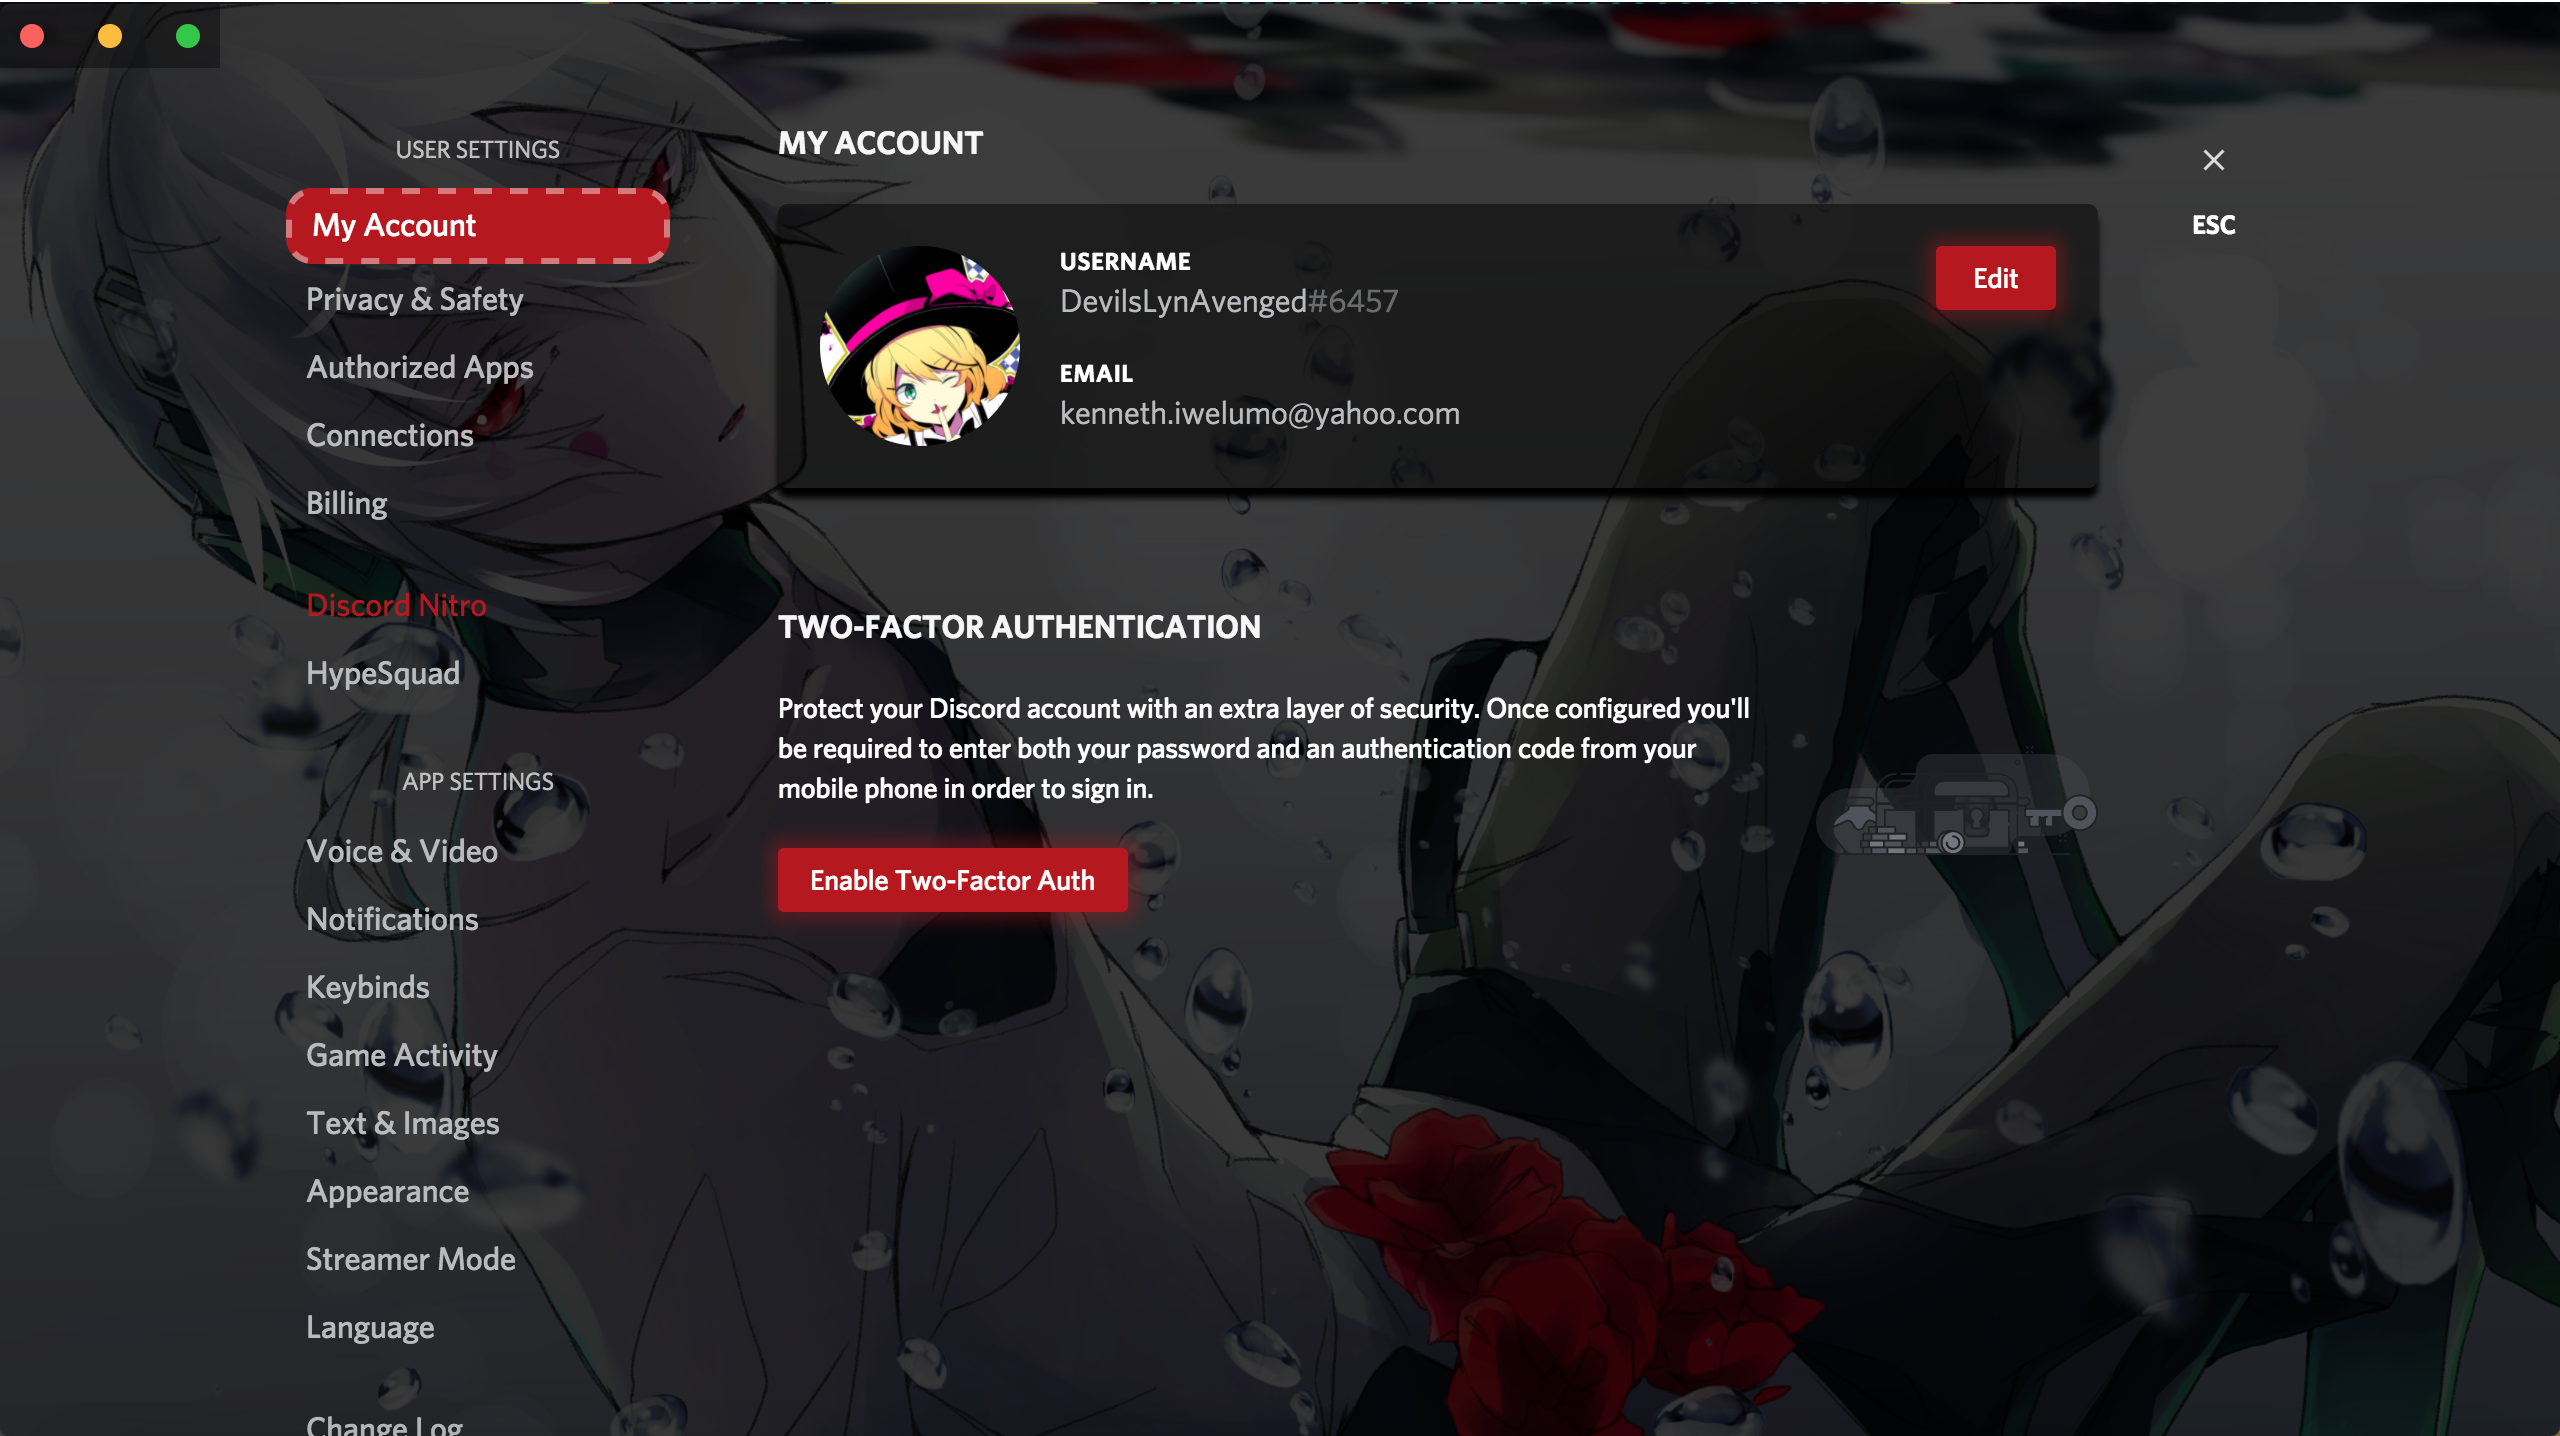 USER SETTINGS
My Account
Privacy & Safety
Authorized Apps
Connections
Billing
Discord Nitro
HypeSquad
APP SETTINGS
Voice & Video
Notifications
Keybinds
Game Activity
Text & Images
Appearance
Streamer Mode
Language
Change Log
MY ACCOUNT
USERNAME
DevilsLynAvenged#6457
Edit
EMAIL
kenneth.iwelumo@yahoo.com
TWO-FACTOR AUTHENTICATION
Protect your Discord account with an extra layer of security. Once configured you'll
be required to enter both your password and an authentication code from your
mobile phone in order to sign in.
Enable Two-Factor Auth
ESC